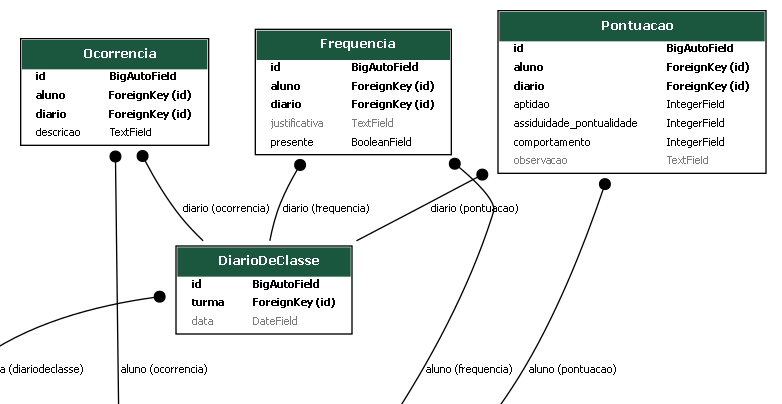 Ocorrencia
id BigAutoField
aluno ForeignKey (id)
diario ForeignKey (id)
descricao TextField
Frequencia
id BigAutoField
aluno ForeignKey (id)
diario ForeignKey (id)
justificativa TextField
presente BooleanField
Pontuacao
id BigAutoField
aluno ForeignKey (id)
diario ForeignKey (id)
aptidao IntegerField
assiduidade_pontualidade IntegerField
comportamento IntegerField
observacao TextField
diario (ocorrencia)
diario (frequencia)
diario (pontuacao)
DiarioDeClasse
id BigAutoField
turma ForeignKey (id)
data DateField
a (diariodeclasse)
aluno (ocorrencia)
aluno (frequencia)
aluno (pontuacao)